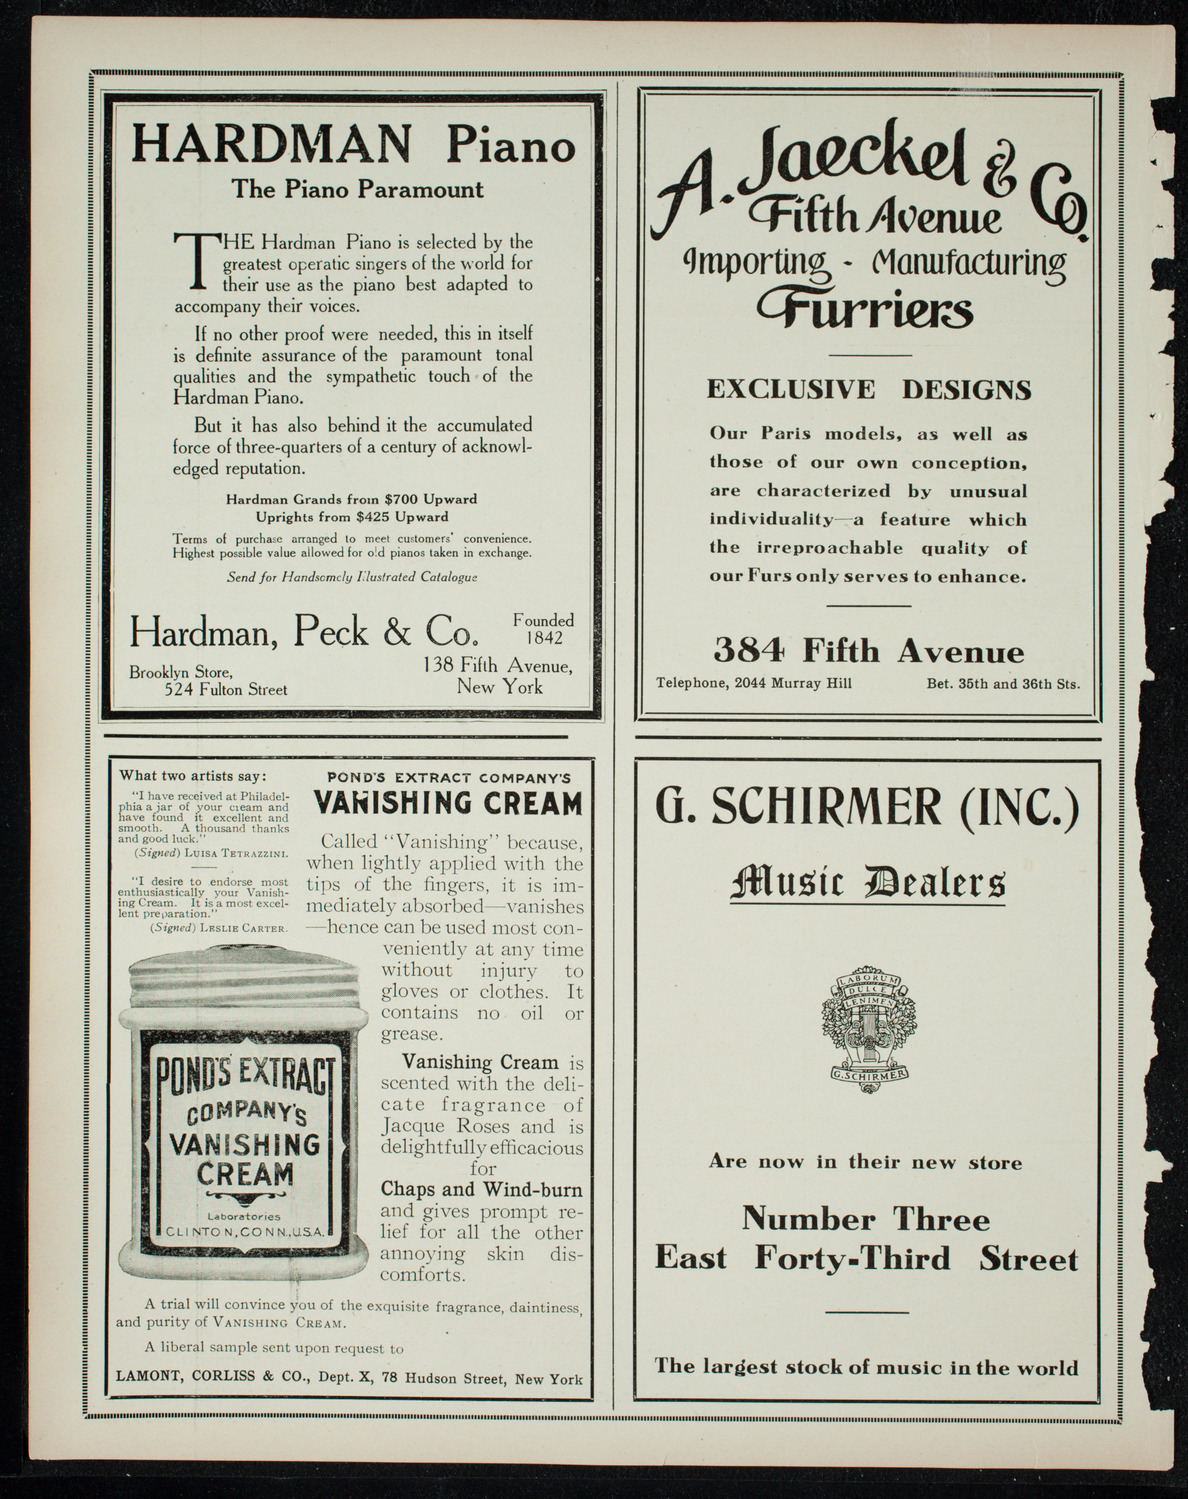 HARDMAN Piano
The Piano Paramount
THE Hardman Piano is selected by the
greatest operatic singers of the world for
their use as the piano best adapted to
accompany their voices.
If no other proof were needed, this in itself
is definite assurance of the paramount tonal
qualities and the sympathetic touch of the
Hardman Piano.
But it has also behind it the accumulated
force of three-quarters of a century of acknowl-
edged reputation.
Hardman Grands from $700 Upward
Uprights from $425 Upward
Terms of purchase arranged to meet customers' convenience.
Highest possible value allowed for old pianos taken in exchange.
Send for Handsomely Illustrated Catalogue
Hardman, Peck & Co.
Founded
1842
Brooklyn Store,
524 Fulton Street
138 Fifth Avenue,
New York
A. Jaeckel & Co.
Fifth Avenue
Importing - Manufacturing
Furriers
EXCLUSIVE DESIGNS
Our Paris models, as well as
those of our own conception,
are characterized by unusual
individuality—a feature which
the irreproachable quality of
our Furs only serves to enhance.
384 Fifth Avenue
Telephone, 2044 Murray Hill
Bet. 35th and 36th Sts.
What two artists say:
"I have received at Philadel-
phia a jar of your cream and
have found it excellent and
smooth. A thousand thanks
and good luck."
(Signed) LUISA TETRAZZINI.
"I desire to endorse most
enthusiastically your Vanish-
ing Cream. It is a most excel-
lent preparation."
(Signed) LESLIE CARTER.
POND'S EXTRACT COMPANY'S
VANISHING CREAM
Called "Vanishing" because,
when lightly applied with the
tips of the fingers, it is im-
mediately absorbed—vanishes
—hence can be used most con-
veniently at any time
without injury to
gloves or clothes. It
contains no oil or
grease.
Vanishing Cream is
scented with the deli-
cate fragrance of
Jacque Roses and is
delightfully efficacious
for
Chaps and Wind-burn
and gives prompt re-
lief for all the other
annoying skin dis-
comforts.
POND'S EXTRACT
COMPANY'S
VANISHING
CREAM
Laboratories
CLINTON, CONN., U.S.A.
A trial will convince you of the exquisite fragrance, daintiness,
and purity of VANISHING CREAM.
A liberal sample sent upon request to
LAMONT, CORLISS & CO., Dept. X, 78 Hudson Street, New York
G. SCHIRMER (INC.)
Music Dealers
LABORUM
DULCE
LENIMEN
G. SCHIRMER
Are now in their new store
Number Three
East Forty-Third Street
The largest stock of music in the world